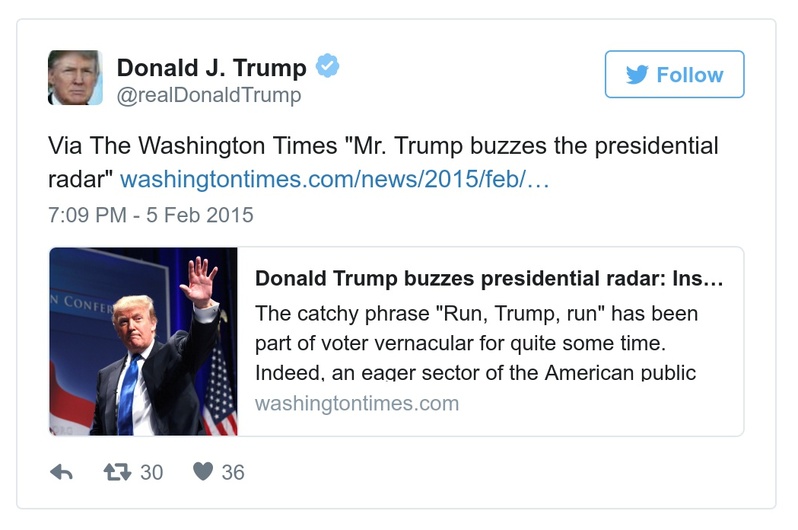 Donald J. Trump
@realDonaldTrump
Follow
Via The Washington Times "Mr. Trump buzzes the presidential
radar" washingtontimes.com/news/2015/feb/…
7:09 PM - 5 Feb 2015
N CONFER
Donald Trump buzzes presidential radar: Ins…
The catchy phrase "Run, Trump, run" has been
part of voter vernacular for quite some time.
Indeed, an eager sector of the American public
washingtontimes.com
30
36